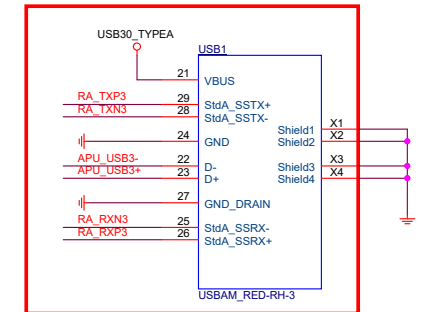 USB30_TYPEA
USB1
21 VBUS
RA_TXP3 29 StdA_SSTX+
RA_TXN3 28 StdA_SSTX-
Shield1 X1
24 GND Shield2 X2
APU_USB3- 22 D- Shield3 X3
APU_USB3+ 23 D+ Shield4 X4
27 GND_DRAIN
RA_RXN3 25 StdA_SSRX-
RA_RXP3 26 StdA_SSRX+
USBAM_RED-RH-3